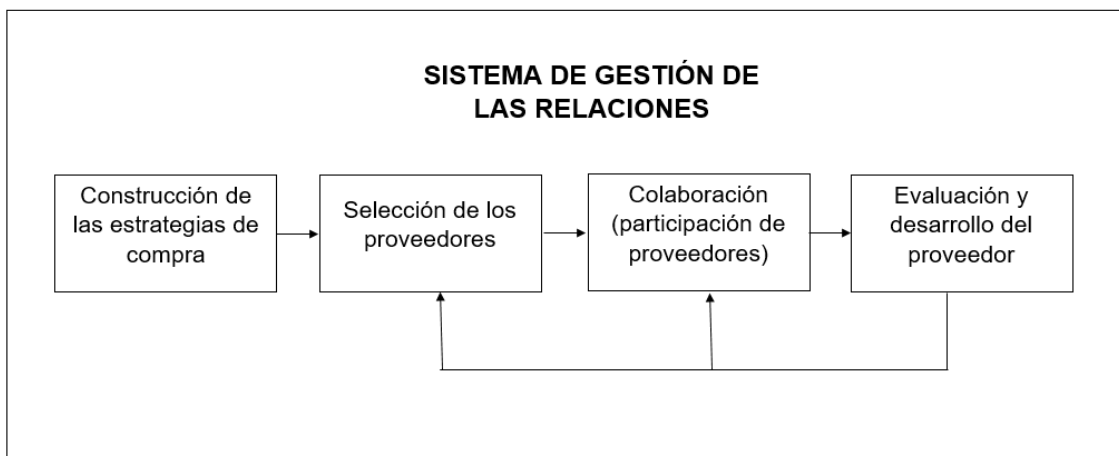 SISTEMA DE GESTIÓN DE
LAS RELACIONES
Construcción de
las estrategias de
compra
Selección de los
proveedores
Colaboración
(participación de
proveedores)
Evaluación y
desarrollo del
proveedor